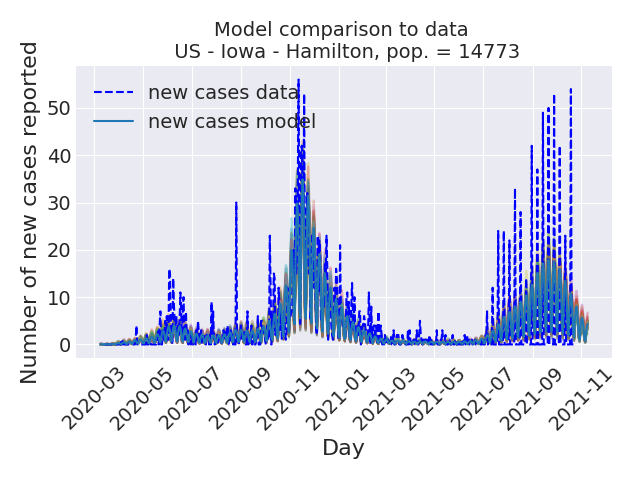 Model comparison to data
US - Iowa - Hamilton, pop. = 14773
Number of new cases reported
50
40
30
20
10
0
new cases data
new cases model
2020-03
2020-05
2020-07
2020-09
2020-11
2021-01
2021-03
2021-05
2021-07
2021-09
2021-11
Day